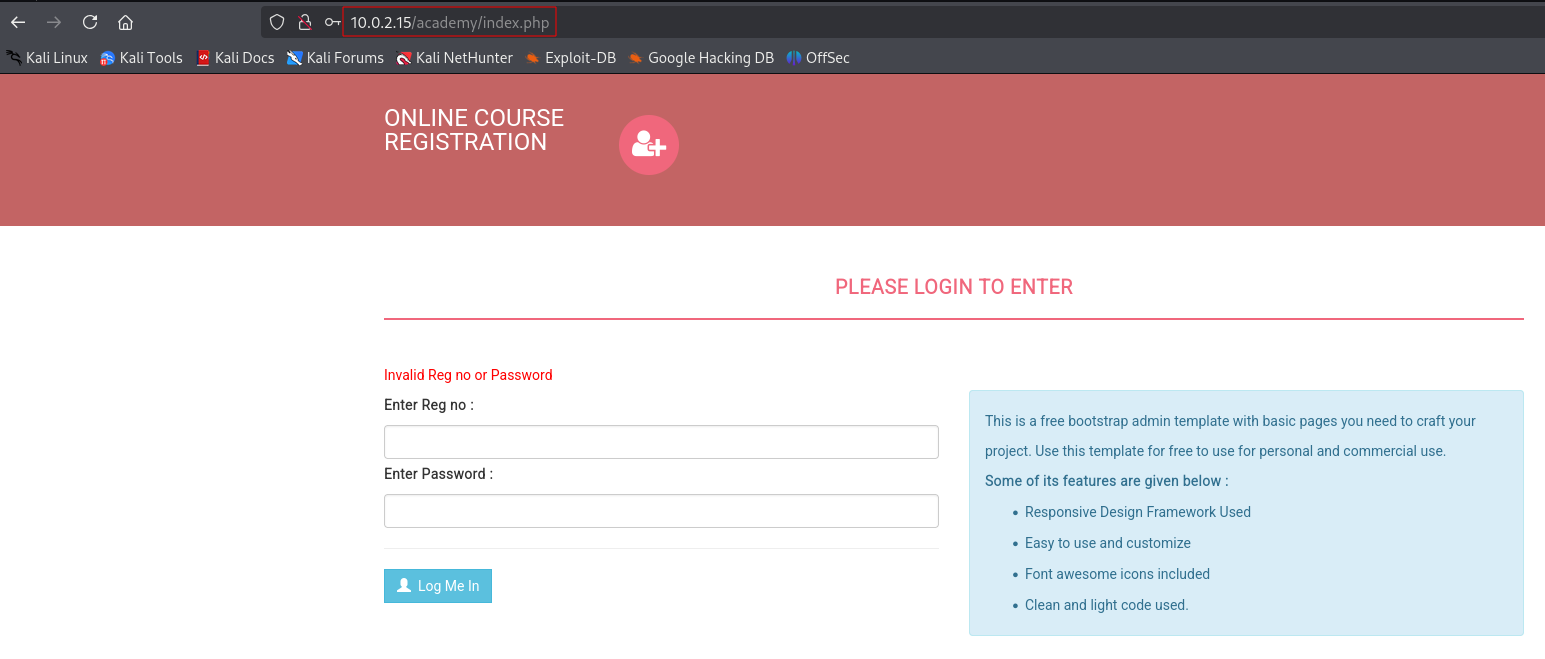 10.0.2.15/academy/index.php
Kali Linux Kali Tools Kali Docs Kali Forums Kali NetHunter Exploit-DB Google Hacking DB OffSec
ONLINE COURSE
REGISTRATION
PLEASE LOGIN TO ENTER
Invalid Reg no or Password
Enter Reg no :
Enter Password :
Log Me In
This is a free bootstrap admin template with basic pages you need to craft your
project. Use this template for free to use for personal and commercial use.
Some of its features are given below :
Responsive Design Framework Used
Easy to use and customize
Font awesome icons included
Clean and light code used.